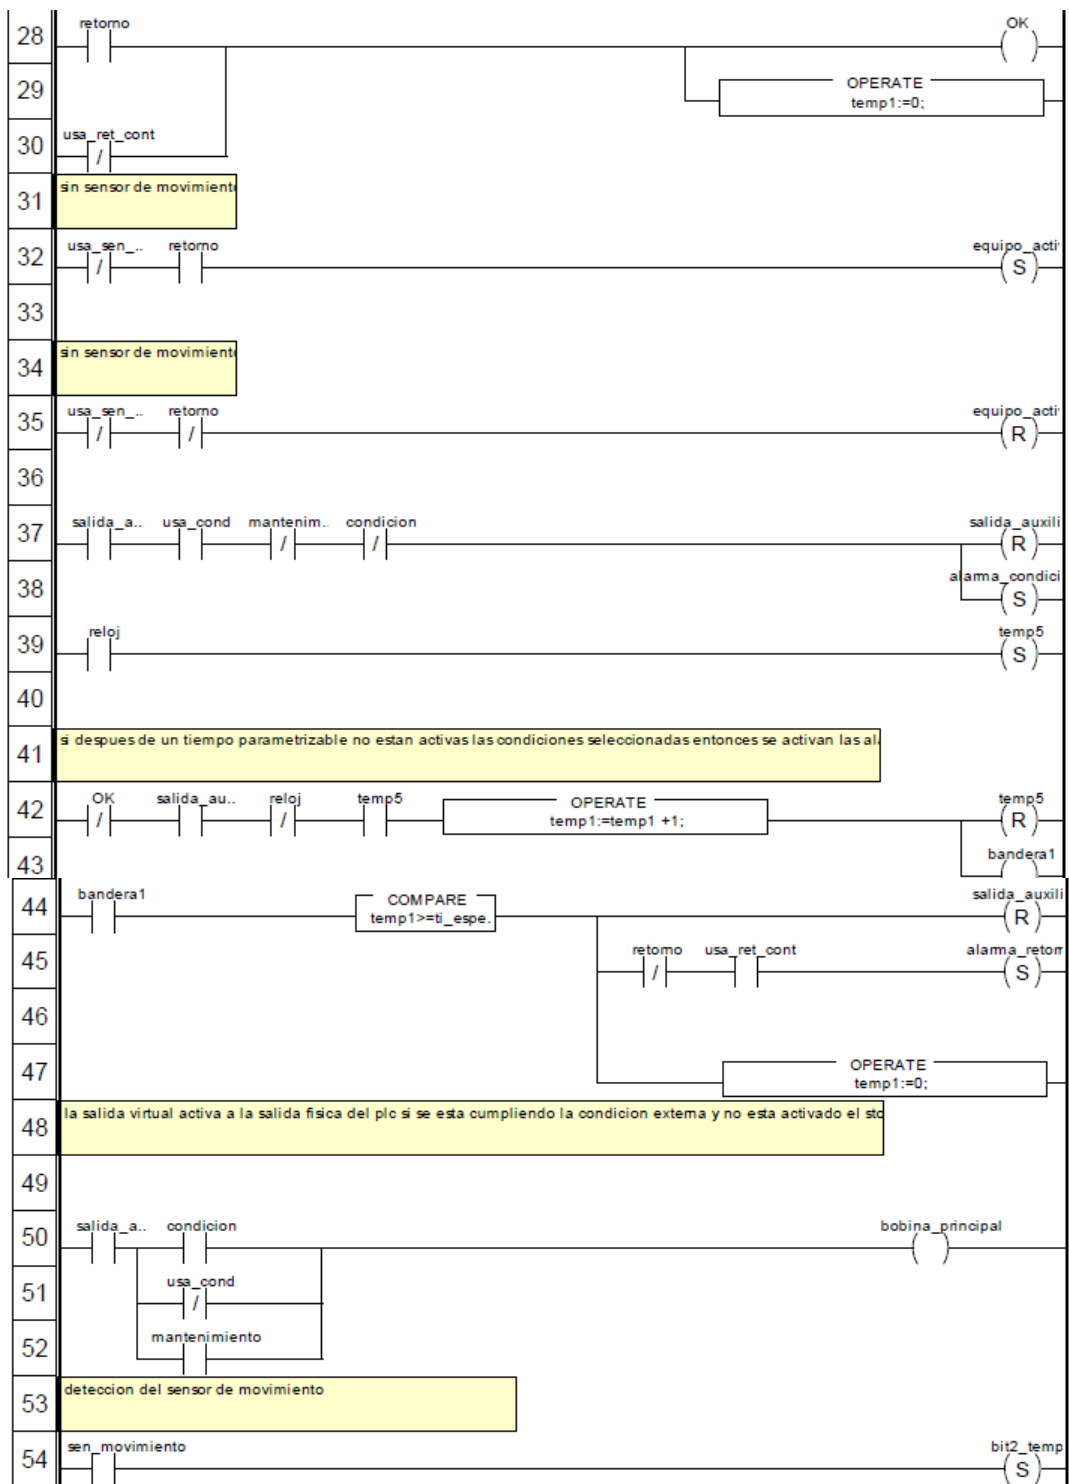 28
retorno
OK
29
OPERATE
temp1:=0;
30
usa_ret_cont
/
31
sin sensor de movimiento
32
usa_sen_..
retorno
equipo_acti
/
S
33
34
sin sensor de movimiento
35
usa_sen_..
retorno
equipo_acti
/
/
R
36
37
salida_a..
usa_cond
mantenim..
condicion
salida_auxili
/
/
R
38
alarma_condici
S
39
reloj
temp5
S
40
41
si despues de un tiempo parametrizable no estan activas las condiciones seleccionadas entonces se activan las al
42
OK
salida_au..
reloj
temp5
OPERATE
temp1:=temp1 +1;
temp5
/
/
R
43
bandera1
44
bandera1
COMPARE
temp1>=ti_espe.
salida_auxili
R
45
retorno
usa_ret_cont
alarma_retorr
/
S
46
47
OPERATE
temp1:=0;
48
la salida virtual activa a la salida fisica del plc si se esta cumpliendo la condicion externa y no esta activado el sto
49
50
salida_a..
condicion
bobina_principal
51
usa_cond
/
52
mantenimiento
53
deteccion del sensor de movimiento
54
sen_movimiento
bit2_temp
S